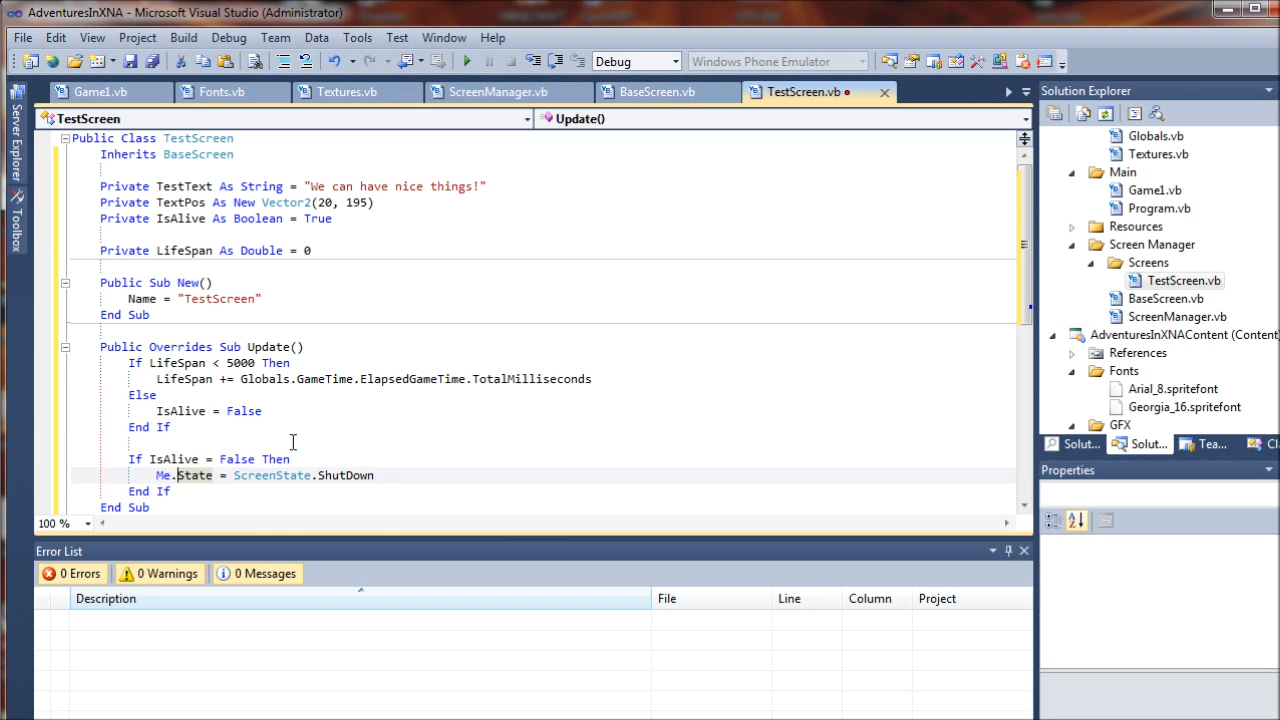 AdventuresInXNA - Microsoft Visual Studio (Administrator)
File Edit View Project Build Debug Team Data Tools Test Window Help
Debug Windows Phone Emulator
Game1.vb Fonts.vb Textures.vb ScreenManager.vb BaseScreen.vb TestScreen.vb
TestScreen Update()
Server Explorer
Toolbox
Public Class TestScreen
Inherits BaseScreen
Private TestText As String = "We can have nice things!"
Private TextPos As New Vector2(20, 195)
Private IsAlive As Boolean = True
Private LifeSpan As Double = 0
Public Sub New()
Name = "TestScreen"
End Sub
Public Overrides Sub Update()
If LifeSpan < 5000 Then
LifeSpan += Globals.GameTime.ElapsedGameTime.TotalMilliseconds
Else
IsAlive = False
End If
If IsAlive = False Then
Me.State = ScreenState.ShutDown
End If
End Sub
100 %
Solution Explorer
Globals.vb
Textures.vb
Main
Game1.vb
Program.vb
Resources
Screen Manager
Screens
TestScreen.vb
BaseScreen.vb
ScreenManager.vb
AdventuresInXNAContent (Content)
References
Fonts
Arial_8.spritefont
Georgia_16.spritefont
GFX
Solut... Solut... Tea... Cl
Properties
Error List
0 Errors 0 Warnings 0 Messages
Description File Line Column Project